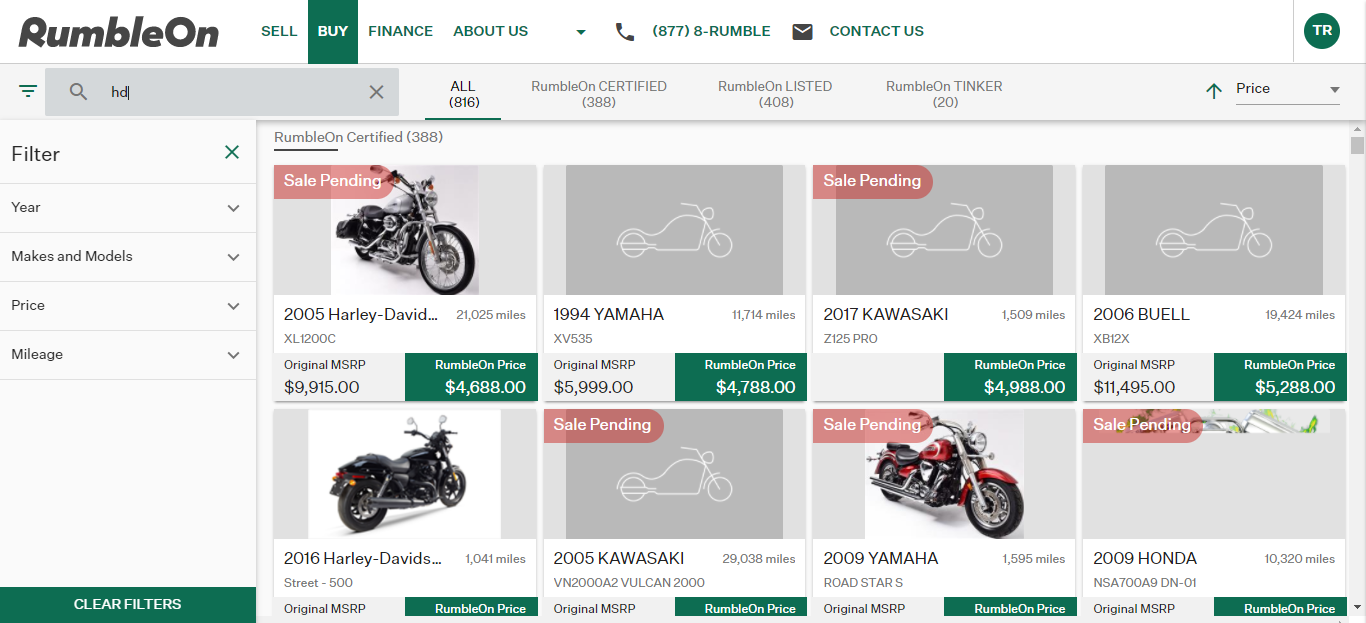 RumbleOn
SELL BUY FINANCE ABOUT US (877) 8-RUMBLE CONTACT US TR
hd
ALL (816)
RumbleOn CERTIFIED (388)
RumbleOn LISTED (408)
RumbleOn TINKER (20)
Price
Filter
Year
Makes and Models
Price
Mileage
CLEAR FILTERS
RumbleOn Certified (388)
Sale Pending
2005 Harley-David... 21,025 miles
XL1200C
Original MSRP RumbleOn Price
$9,915.00 $4,688.00
1994 YAMAHA 11,714 miles
XV535
Original MSRP RumbleOn Price
$5,999.00 $4,788.00
Sale Pending
2017 KAWASAKI 1,509 miles
Z125 PRO
RumbleOn Price
$4,988.00
2006 BUELL 19,424 miles
XB12X
Original MSRP RumbleOn Price
$11,495.00 $5,288.00
2016 Harley-Davids... 1,041 miles
Street - 500
Original MSRP RumbleOn Price
Sale Pending
2005 KAWASAKI 29,038 miles
VN2000A2 VULCAN 2000
Original MSRP RumbleOn Price
Sale Pending
2009 YAMAHA 1,595 miles
ROAD STAR S
Original MSRP RumbleOn Price
Sale Pending
2009 HONDA 10,320 miles
NSA700A9 DN-01
Original MSRP RumbleOn Price